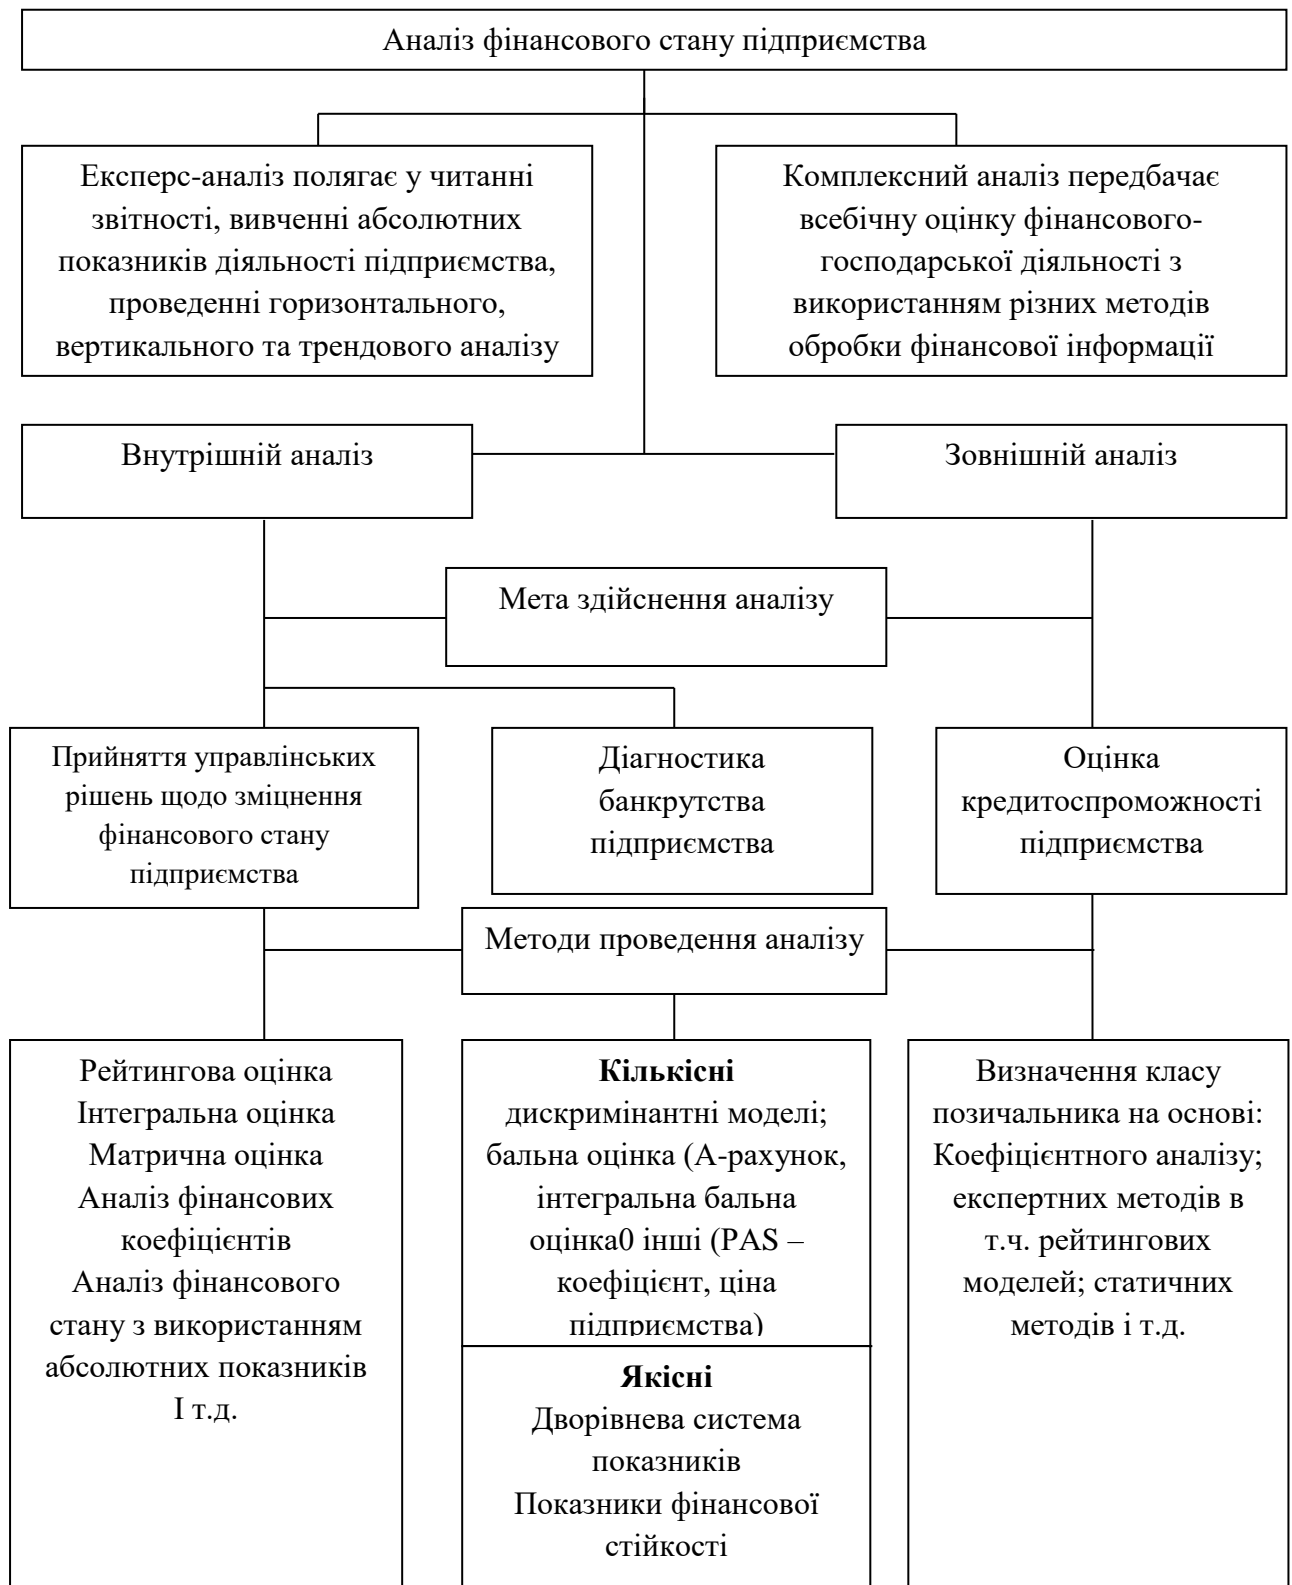 Аналіз фінансового стану підприємства
Експерс-аналіз полягає у читанні
звітності, вивченні абсолютних
показників діяльності підприємства,
проведенні горизонтального,
вертикального та трендового аналізу
Комплексний аналіз передбачає
всебічну оцінку фінансового-
господарської діяльності з
використанням різних методів
обробки фінансової інформації
Внутрішній аналіз
Зовнішній аналіз
Мета здійснення аналізу
Прийняття управлінських
рішень щодо зміцнення
фінансового стану
підприємства
Діагностика
банкрутства
підприємства
Оцінка
кредитоспроможності
підприємства
Методи проведення аналізу
Рейтингова оцінка
Інтегральна оцінка
Матрична оцінка
Аналіз фінансових
коефіцієнтів
Аналіз фінансового
стану з використанням
абсолютних показників
І т.д.
Кількісні
дискримінантні моделі;
бальна оцінка (А-рахунок,
інтегральна бальна
оцінка0 інші (PAS –
коефіцієнт, ціна
підприємства)
Якісні
Дворівнева система
показників
Показники фінансової
стійкості
Визначення класу
позичальника на основі:
Коефіцієнтного аналізу;
експертних методів в
т.ч. рейтингових
моделей; статичних
методів і т.д.